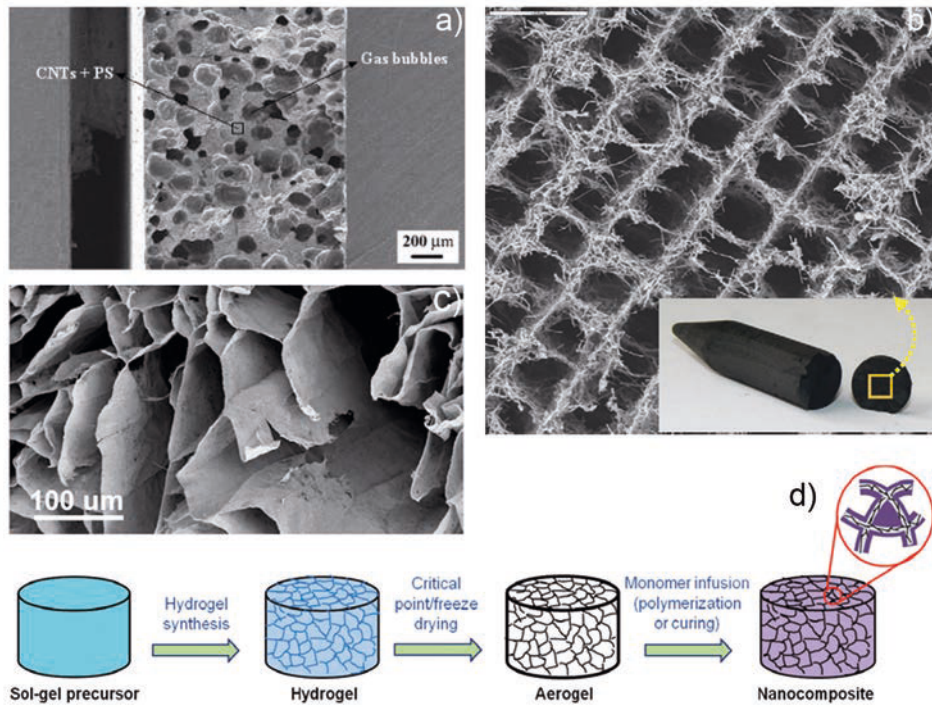 a)
CNTs + PS
Gas bubbles
200 µm
b)
c)
100 um
d)
Hydrogel
synthesis
Critical
point/freeze
drying
Monomer infusion
(polymerization
or curing)
Sol-gel precursor
Hydrogel
Aerogel
Nanocomposite